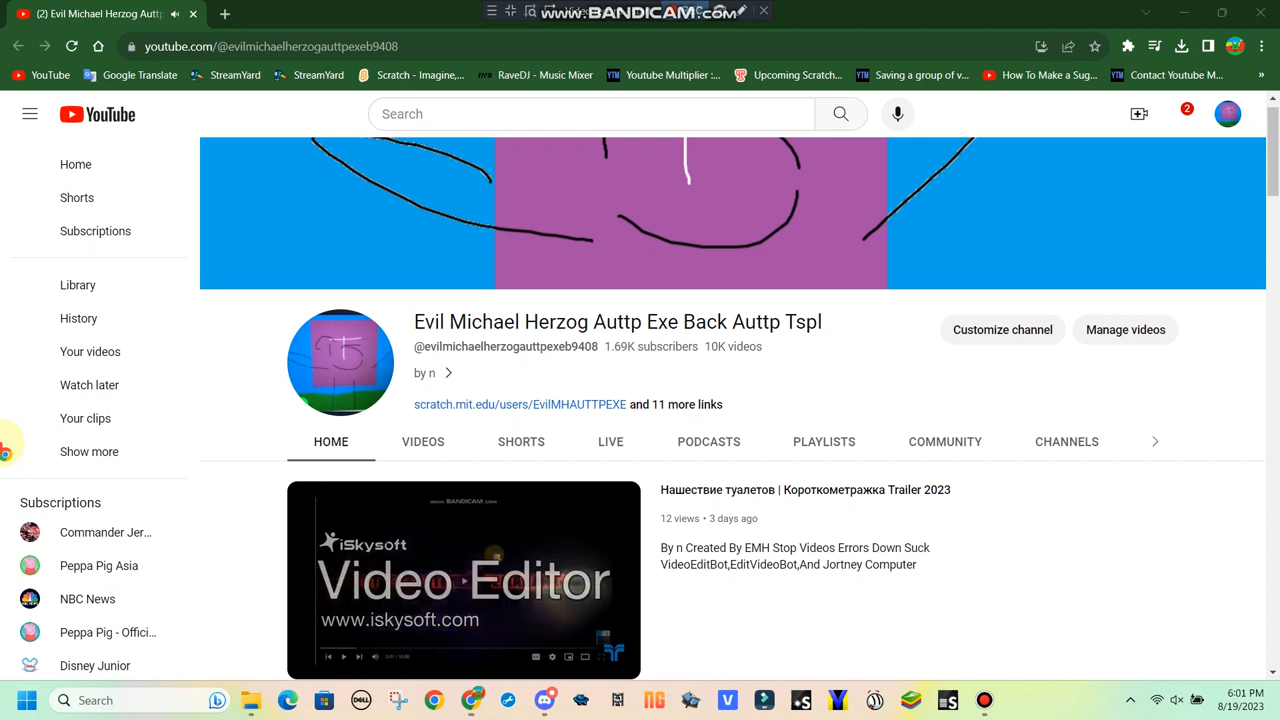 (2) Evil Michael Herzog Auttp
www.BANDICAM.com
youtube.com/@evilmichaelherzogauttpexeb9408
YouTube
Google Translate
StreamYard
StreamYard
Scratch - Imagine,...
RaveDJ - Music Mixer
Youtube Multiplier :...
Upcoming Scratch...
Saving a group of v...
How To Make a Sug...
Contact Youtube M...
»
YouTube
Search
2
Home
Shorts
Subscriptions
Library
History
Your videos
Watch later
Your clips
Show more
Subscriptions
Commander Jer...
Peppa Pig Asia
NBC News
Peppa Pig - Offici...
Disney Junior
Evil Michael Herzog Auttp Exe Back Auttp Tspl
@evilmichaelherzogauttpexeb9408 1.69K subscribers 10K videos
by n
scratch.mit.edu/users/EvilMHAUTTPEXE and 11 more links
Customize channel
Manage videos
HOME
VIDEOS
SHORTS
LIVE
PODCASTS
PLAYLISTS
COMMUNITY
CHANNELS
www.BANDICAM.com
iSkysoft
Video Editor
www.iskysoft.com
Нашествие туалетов | Короткометражка Trailer 2023
12 views • 3 days ago
By n Created By EMH Stop Videos Errors Down Suck
VideoEditBot,EditVideoBot,And Jortney Computer
Search
DELL
6:01 PM
8/19/2023